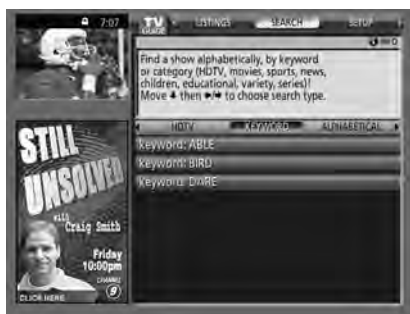 7:07
TV GUIDE
LISTINGS
SEARCH
SETUP
Find a show alphabetically, by keyword
or category (HDTV, movies, sports, news,
children, educational, variety, series)!
Move then to choose search type.
HDTV
KEYWORD
ALPHABETICAL
keyword: ABLE
keyword: BIRD
keyword: DARE
STILL
UNSOLVED
with
Craig Smith
Friday
10:00pm
CHANNEL
9
CLICK HERE